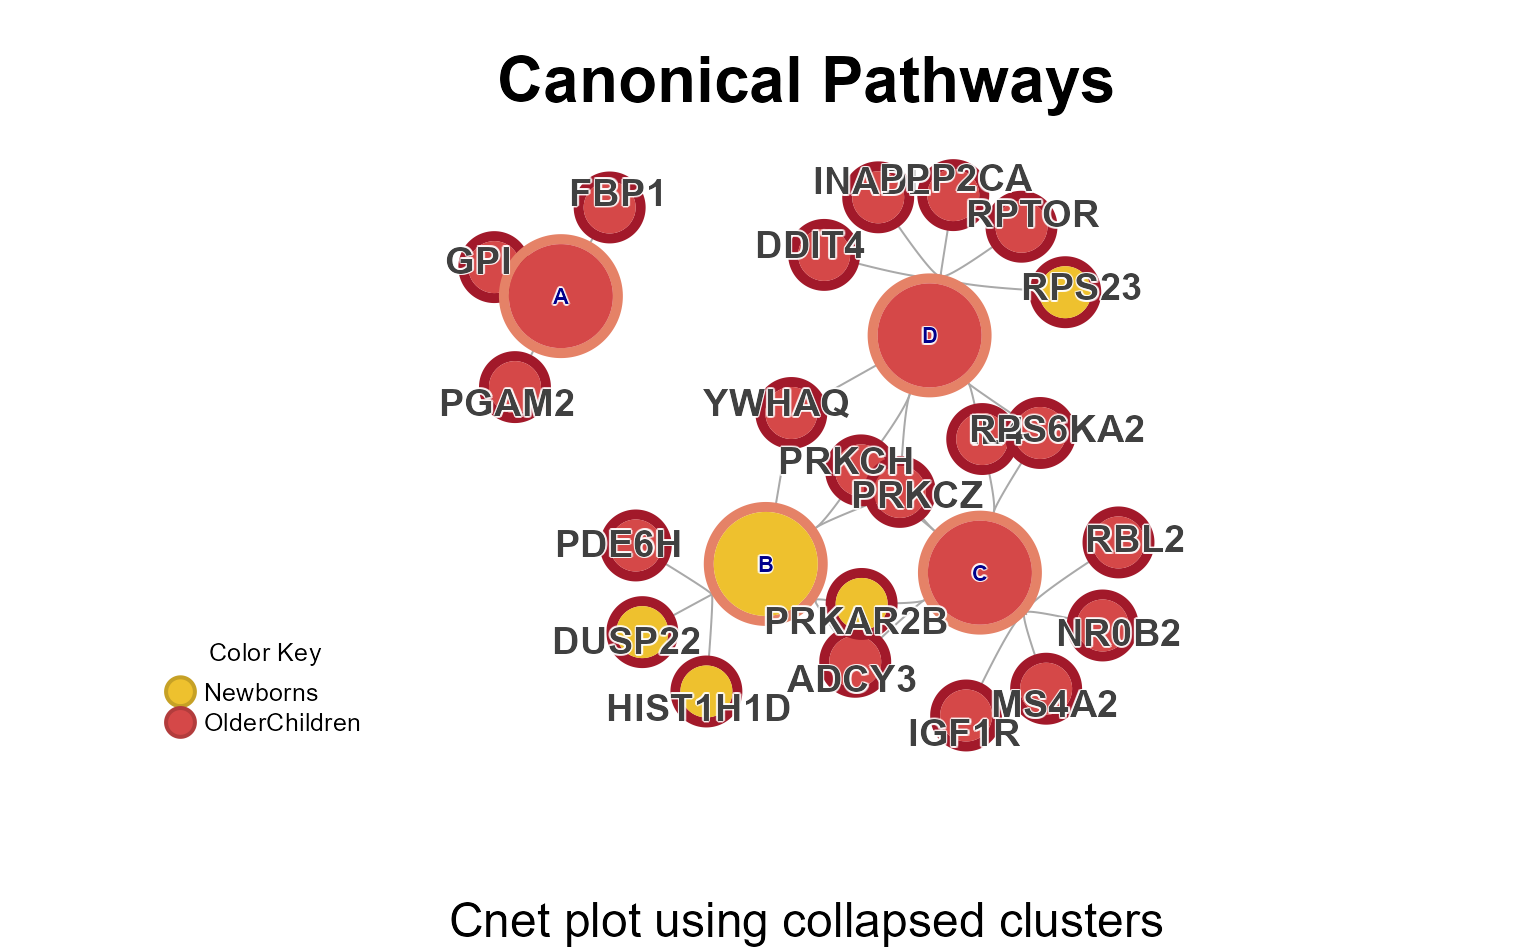 Canonical Pathways
FBP1
GPI
A
PGAM2
PPP2CA
RPTOR
DDIT4
RPS23
D
YWHAQ
RPS6KA2
PRKCH
PRKCZ
PDE6H
B
C
RBL2
PRKAR2B
NR0B2
DUSP22
ADCY3
HIST1H1D
MS4A2
IGF1R
Color Key
Newborns
OlderChildren
Cnet plot using collapsed clusters